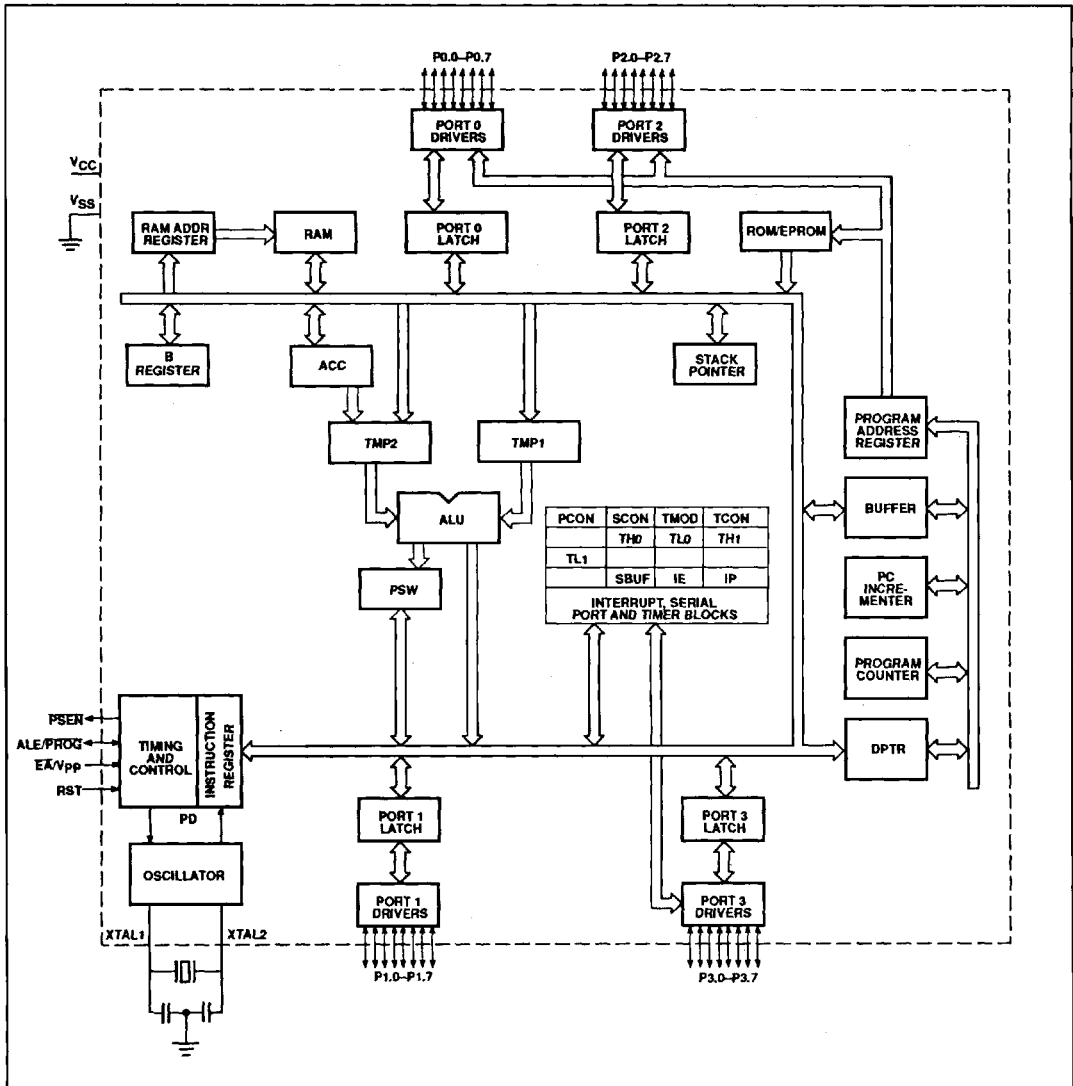 P0.0–P0.7
P2.0–P2.7
PORT 0
DRIVERS
PORT 2
DRIVERS
VCC
VSS
RAM ADDR
REGISTER
RAM
PORT 0
LATCH
PORT 2
LATCH
ROM/EPROM
B
REGISTER
ACC
STACK
POINTER
TMP2
TMP1
PROGRAM
ADDRESS
REGISTER
ALU
BUFFER
PCON SCON TMOD TCON
TH0 TL0 TH1
TL1
SBUF IE IP
INTERRUPT, SERIAL
PORT AND TIMER BLOCKS
PSW
PC
INCRE-
MENTER
PROGRAM
COUNTER
DPTR
PSEN
ALE/PROG
EA/VPP
RST
TIMING
AND
CONTROL
INSTRUCTION
REGISTER
PD
OSCILLATOR
PORT 1
LATCH
PORT 3
LATCH
PORT 1
DRIVERS
PORT 3
DRIVERS
XTAL1
XTAL2
P1.0–P1.7
P3.0–P3.7